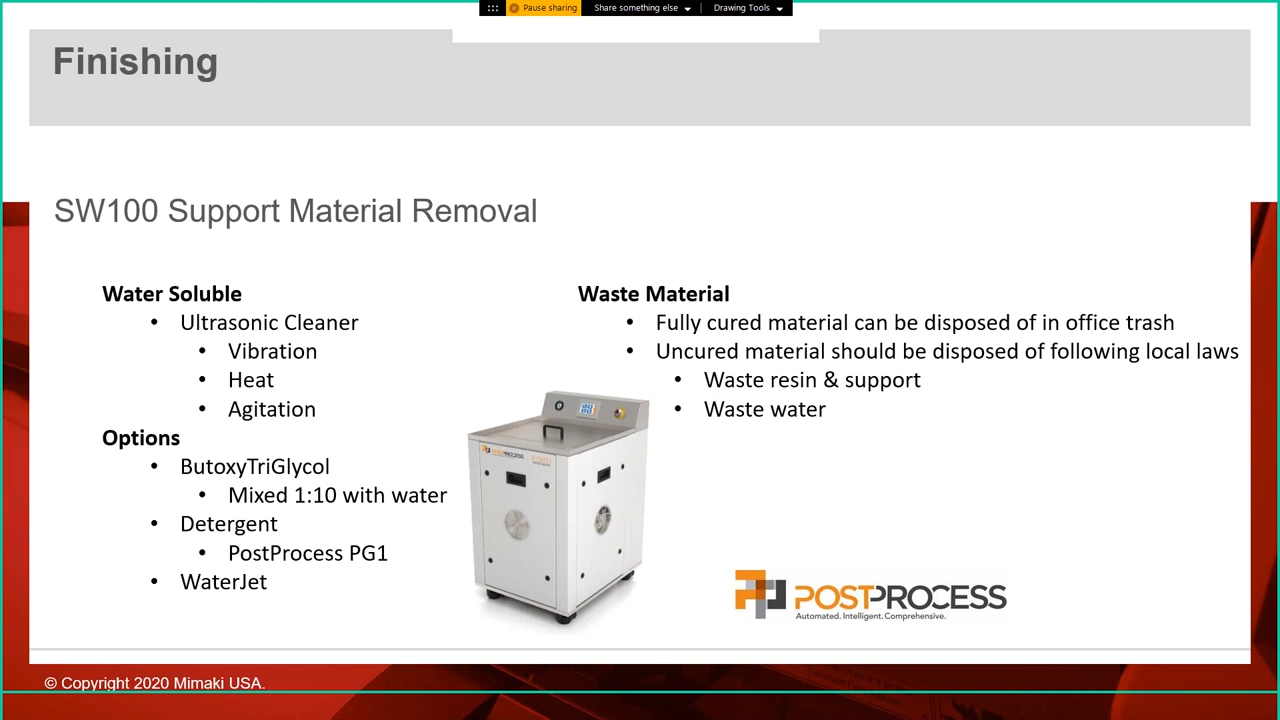 Pause sharing
Share something else
Drawing Tools
Finishing
SW100 Support Material Removal
Water Soluble
• Ultrasonic Cleaner
• Vibration
• Heat
• Agitation
Options
• ButoxyTriGlycol
• Mixed 1:10 with water
• Detergent
• PostProcess PG1
• WaterJet
Waste Material
• Fully cured material can be disposed of in office trash
• Uncured material should be disposed of following local laws
• Waste resin & support
• Waste water
POSTPROCESS
POSTPROCESS
Automated. Intelligent. Comprehensive.
© Copyright 2020 Mimaki USA.